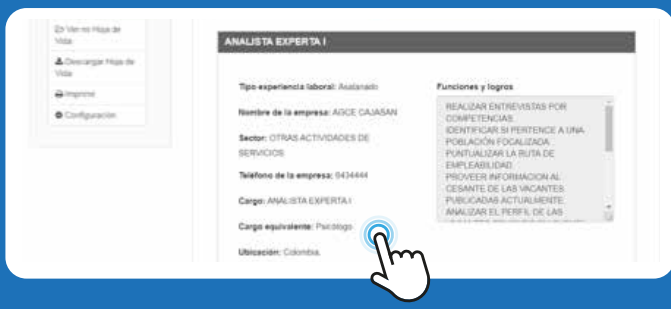 Ver mi Hoja de
Vida
Descargar Hoja de
Vida
Imprimir
Configuración
ANALISTA EXPERTA I
Tipo experiencia laboral: Asalariado
Nombre de la empresa: AGCE CAJASAN
Sector: OTRAS ACTIVIDADES DE
SERVICIOS
Teléfono de la empresa: 6434444
Cargo: ANALISTA EXPERTA I
Cargo equivalente: Psicólogo
Ubicación: Colombia,
Funciones y logros
REALIZAR ENTREVISTAS POR
COMPETENCIAS
IDENTIFICAR SI PERTENCE A UNA
POBLACIÓN FOCALIZADA
PUNTUALIZAR LA RUTA DE
EMPLEABILIDAD
PROVEER INFORMACION AL
CESANTE DE LAS VACANTES
PUBLICADAS ACTUALMENTE
ANALIZAR EL PERFIL DE LAS